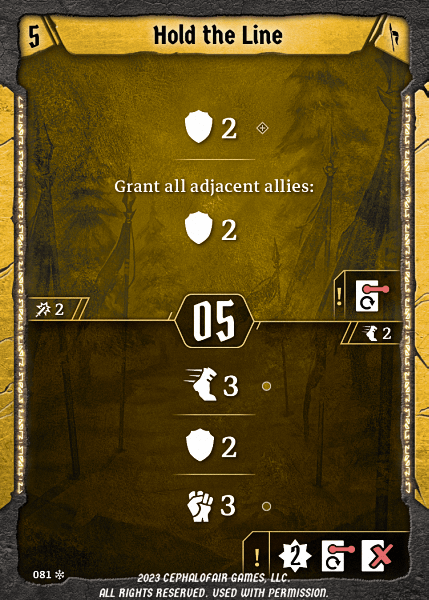 5 Hold the Line
2
Grant all adjacent allies:
2
! 
2
05
2
3
2
3
! 2
081
2023 CEPHALOFAIR GAMES, LLC.
ALL RIGHTS RESERVED. USED WITH PERMISSION.